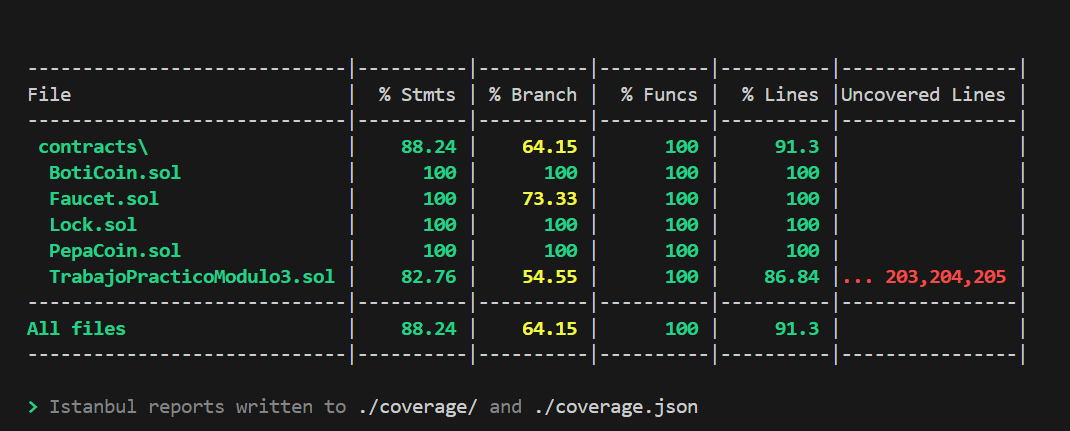 ----------------------------|----------|----------|----------|----------|----------------|
File                        |  % Stmts | % Branch |  % Funcs |  % Lines |Uncovered Lines |
----------------------------|----------|----------|----------|----------|----------------|
 contracts\                 |    88.24 |    64.15 |      100 |     91.3 |                |
  BotiCoin.sol              |      100 |      100 |      100 |      100 |                |
  Faucet.sol                |      100 |    73.33 |      100 |      100 |                |
  Lock.sol                  |      100 |      100 |      100 |      100 |                |
  PepaCoin.sol              |      100 |      100 |      100 |      100 |                |
  TrabajoPracticoModulo3.sol |    82.76 |    54.55 |      100 |    86.84 |... 203,204,205 |
----------------------------|----------|----------|----------|----------|----------------|
All files                   |    88.24 |    64.15 |      100 |     91.3 |                |
----------------------------|----------|----------|----------|----------|----------------|
> Istanbul reports written to ./coverage/ and ./coverage.json